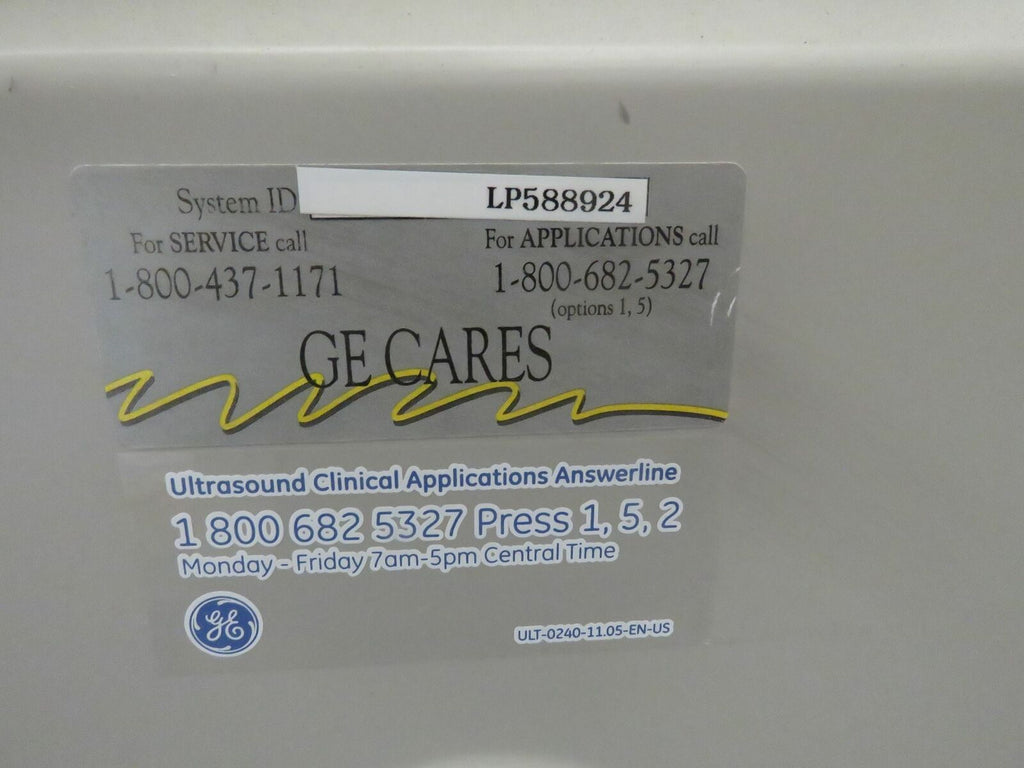 System ID LP588924
For SERVICE call
1-800-437-1171
For APPLICATIONS call
1-800-682-5327
(options 1, 5)
GE CARES
Ultrasound Clinical Applications Answerline
1 800 682 5327 Press 1, 5, 2
Monday - Friday 7am-5pm Central Time
GE
ULT-0240-11.05-EN-US